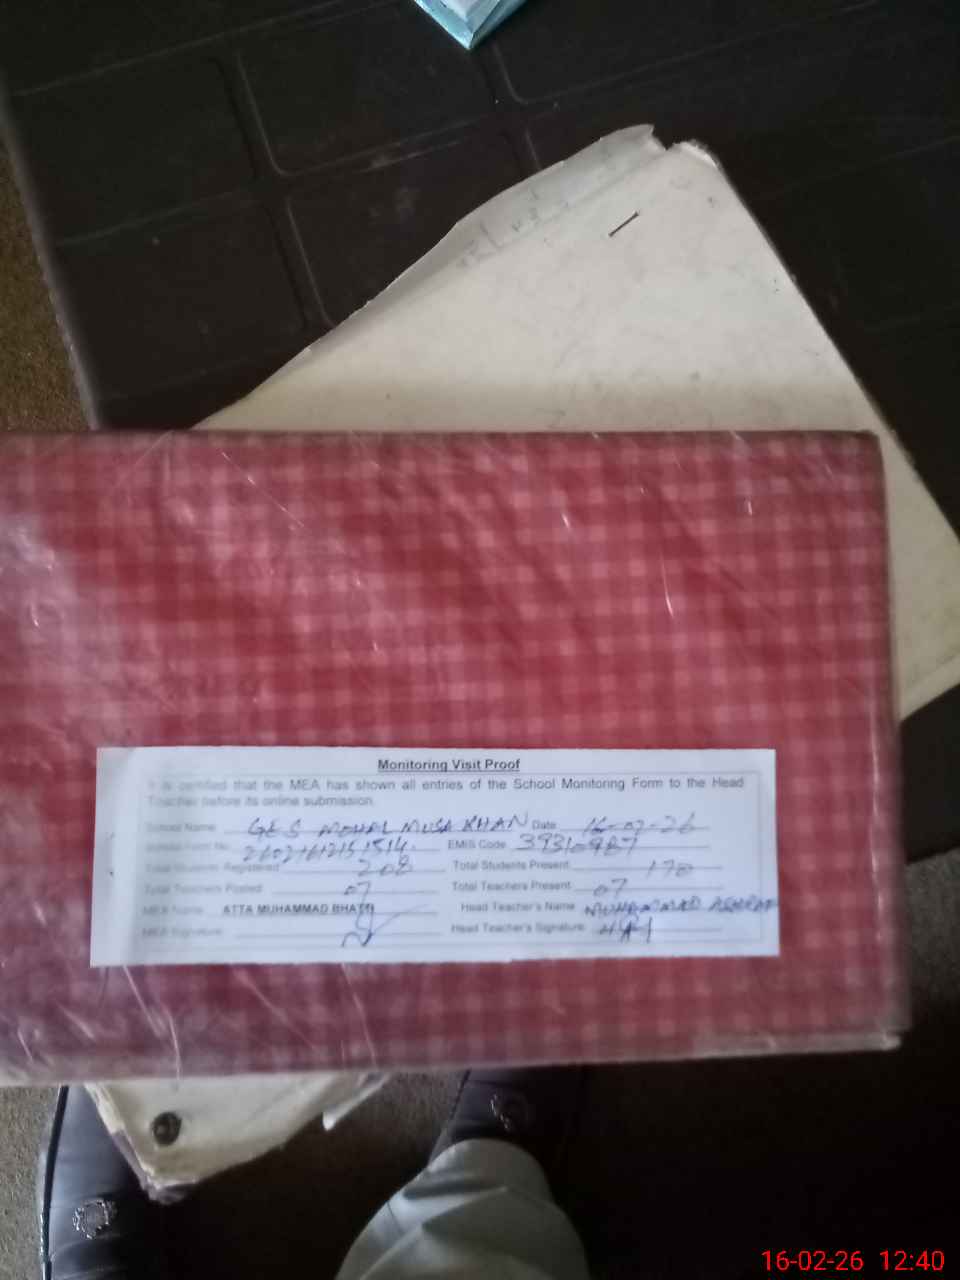 Monitoring Visit Proof
It is certified that the MEA has shown all entries of the School Monitoring Form to the Head
Teacher before its online submission.
School Name GES MOHAL MUSA KHAN Date 16-02-26
School Form No. EMIS Code 39310987
Total Students Registered 208 Total Students Present 170
Total Teachers Posted 07 Total Teachers Present 07
MEA Name ATTA MUHAMMAD BHATTI Head Teacher's Name MUHAMMAD ASHRAF
MEA Signature Head Teacher's Signature
16-02-26 12:40